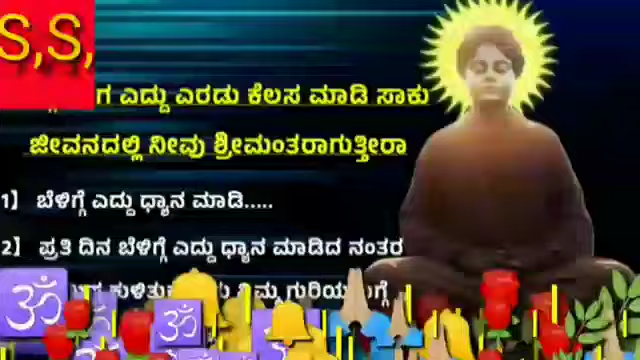 S,S,
ಎದ್ದು ಎರಡು ಕೆಲಸ ಮಾಡಿ ಸಾಕು
ಜೀವನದಲ್ಲಿ ನೀವು ಶ್ರೀಮಂತರಾಗುತ್ತೀರಾ
1] ಬೆಳಿಗ್ಗೆ ಎದ್ದು ಧ್ಯಾನ ಮಾಡಿ.....
2] ಪ್ರತಿ ದಿನ ಬೆಳಿಗ್ಗೆ ಎದ್ದು ಧ್ಯಾನ ಮಾಡಿದ ನಂತರ
ನಿಮ್ಮ ಗುರಿಯ
ॐ
ॐ